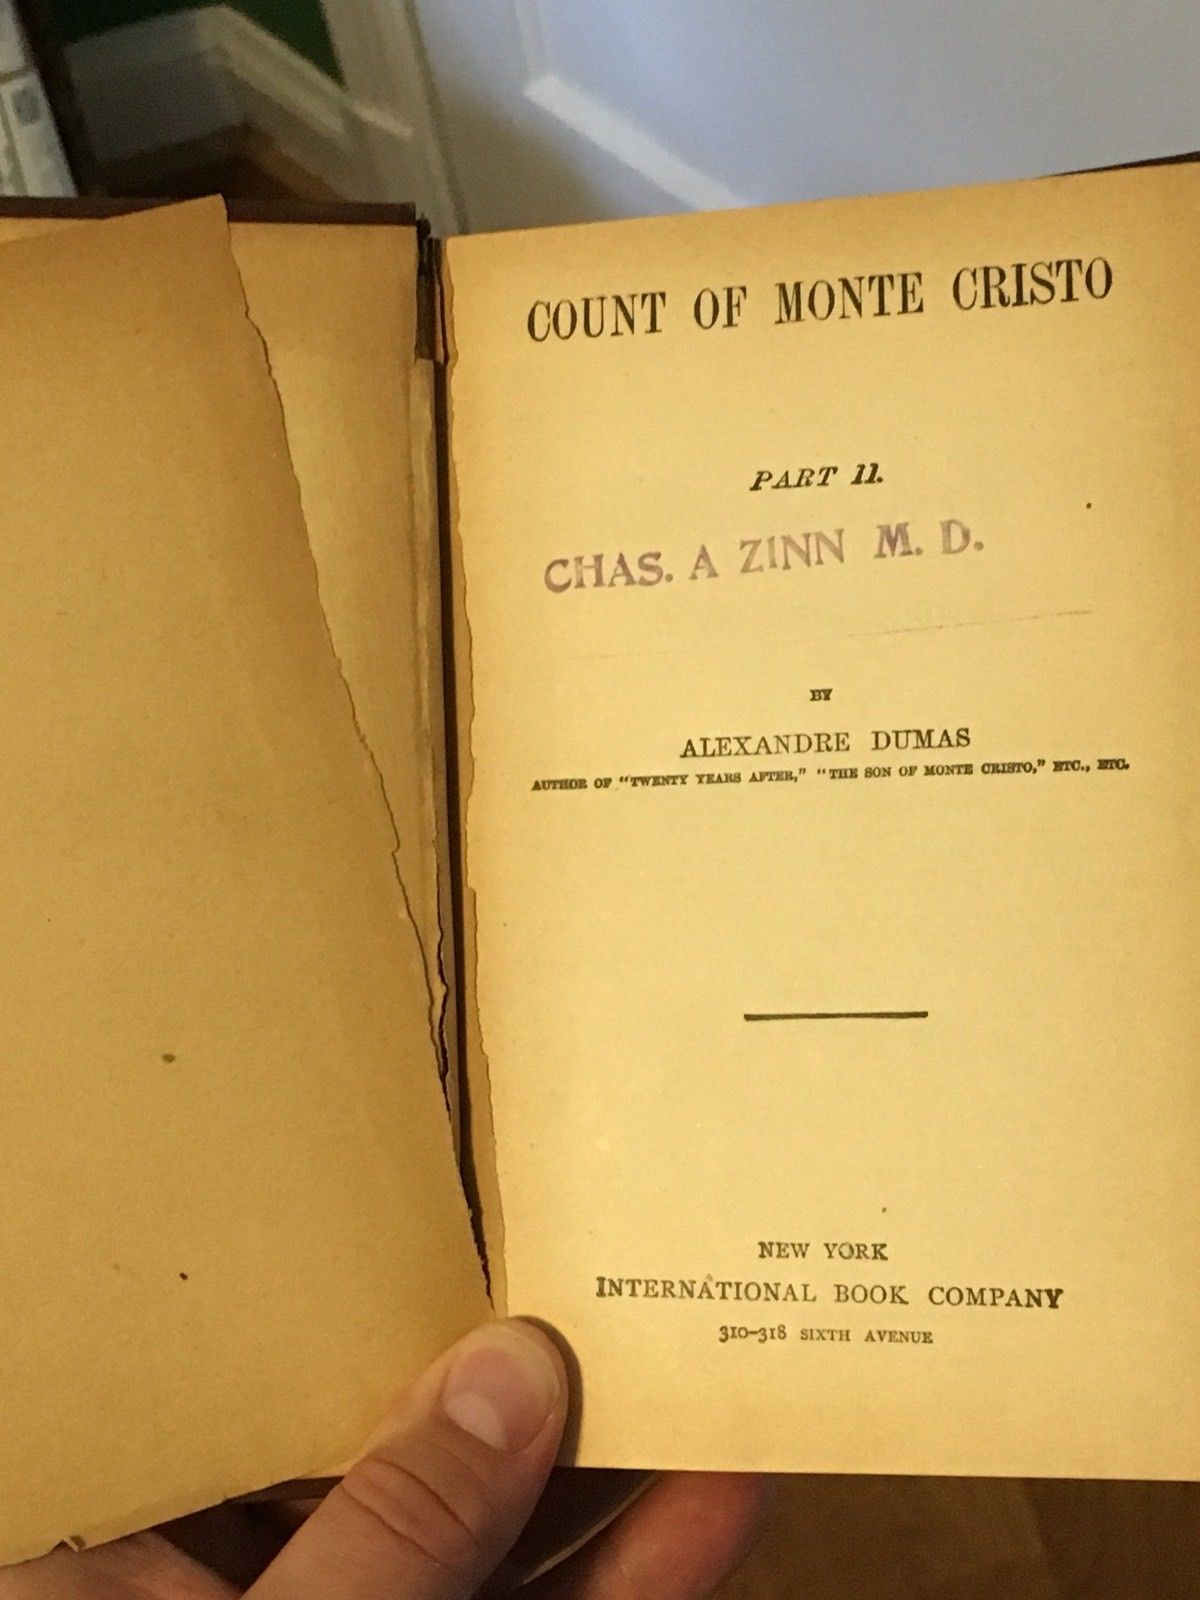 COUNT OF MONTE CRISTO
PART II.
CHAS. A ZINN M. D.
BY
ALEXANDRE DUMAS
AUTHOR OF "TWENTY YEARS AFTER," "THE SON OF MONTE CRISTO," ETC., ETC.
NEW YORK
INTERNATIONAL BOOK COMPANY
310-318 SIXTH AVENUE